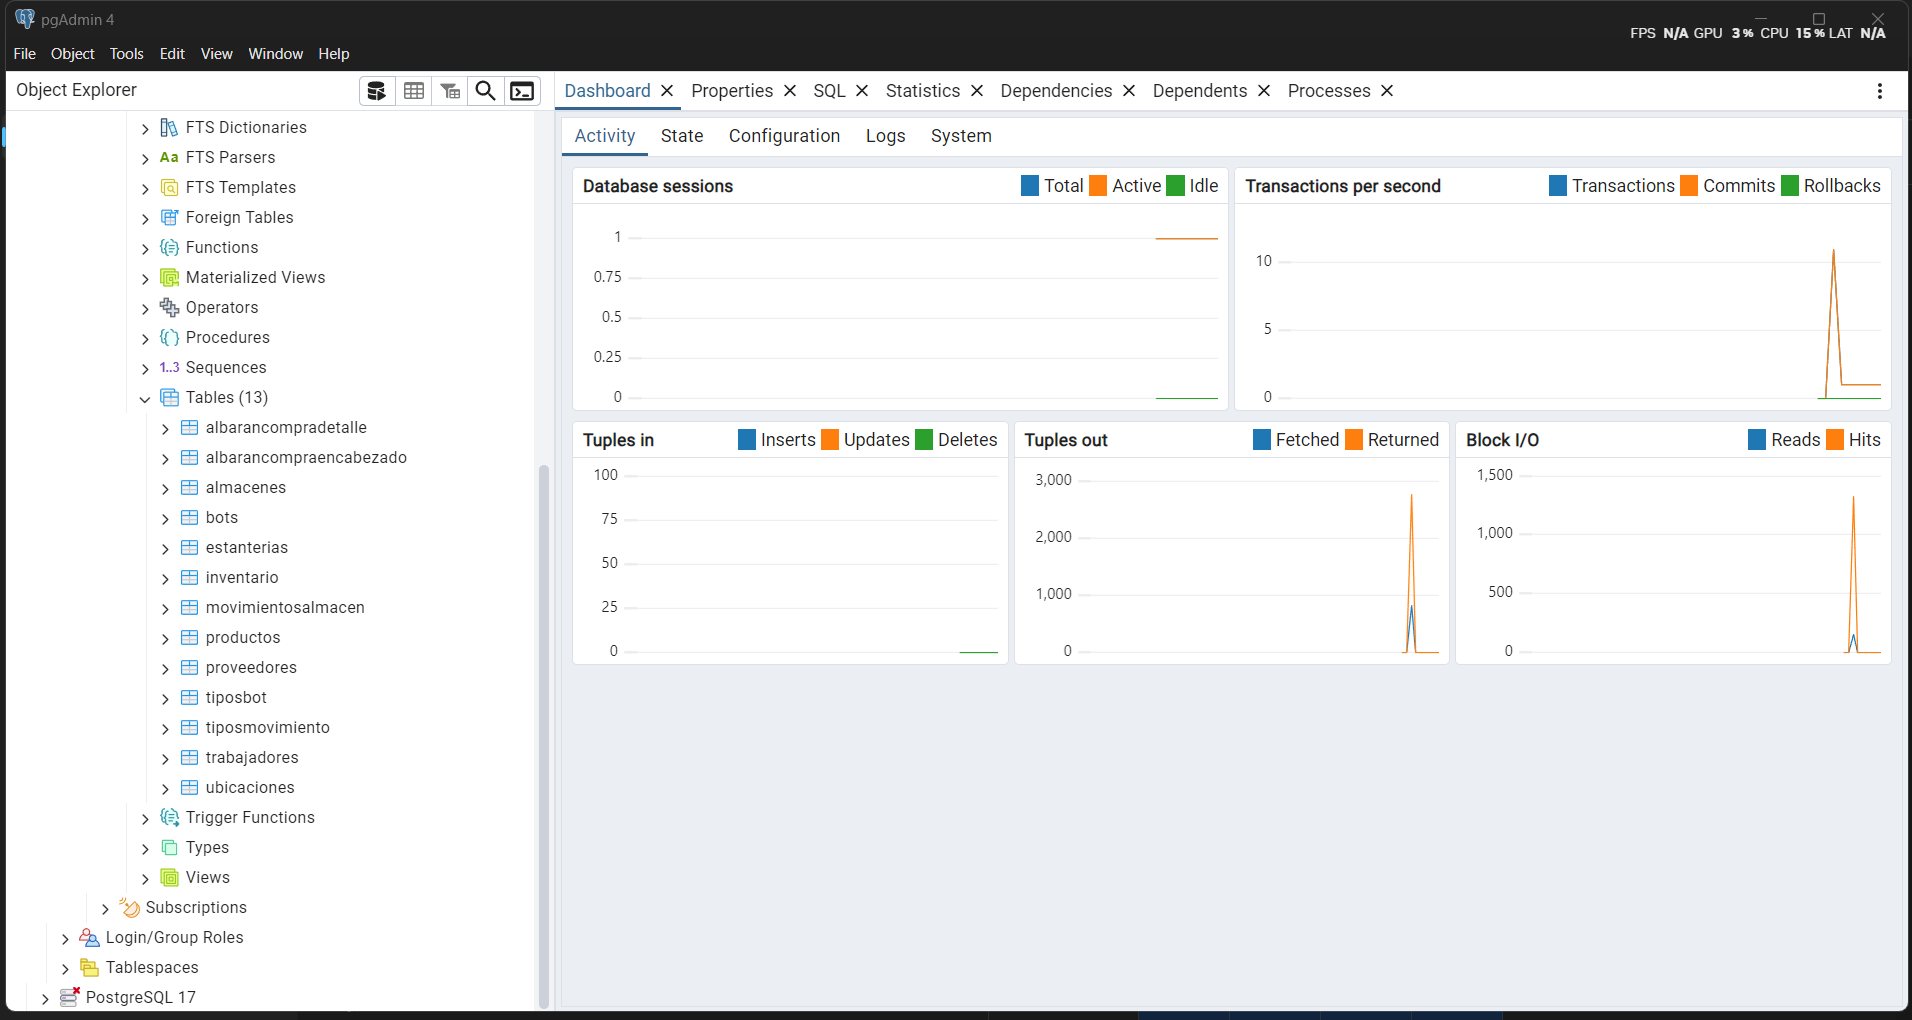 pgAdmin 4
FPS N/A GPU 3 % CPU 15 % LAT N/A
File Object Tools Edit View Window Help
Object Explorer
Dashboard Properties SQL Statistics Dependencies Dependents Processes
Activity State Configuration Logs System
FTS Dictionaries
Aa FTS Parsers
FTS Templates
Foreign Tables
Functions
Materialized Views
Operators
Procedures
1..3 Sequences
Tables (13)
albarancompradetalle
albarancompraencabezado
almacenes
bots
estanterias
inventario
movimientosalmacen
productos
proveedores
tiposbot
tiposmovimiento
trabajadores
ubicaciones
Trigger Functions
Types
Views
Subscriptions
Login/Group Roles
Tablespaces
PostgreSQL 17
Database sessions Total Active Idle
1
0.75
0.5
0.25
0
Transactions per second Transactions Commits Rollbacks
10
5
0
Tuples in Inserts Updates Deletes
100
75
50
25
0
Tuples out Fetched Returned
3,000
2,000
1,000
0
Block I/O Reads Hits
1,500
1,000
500
0